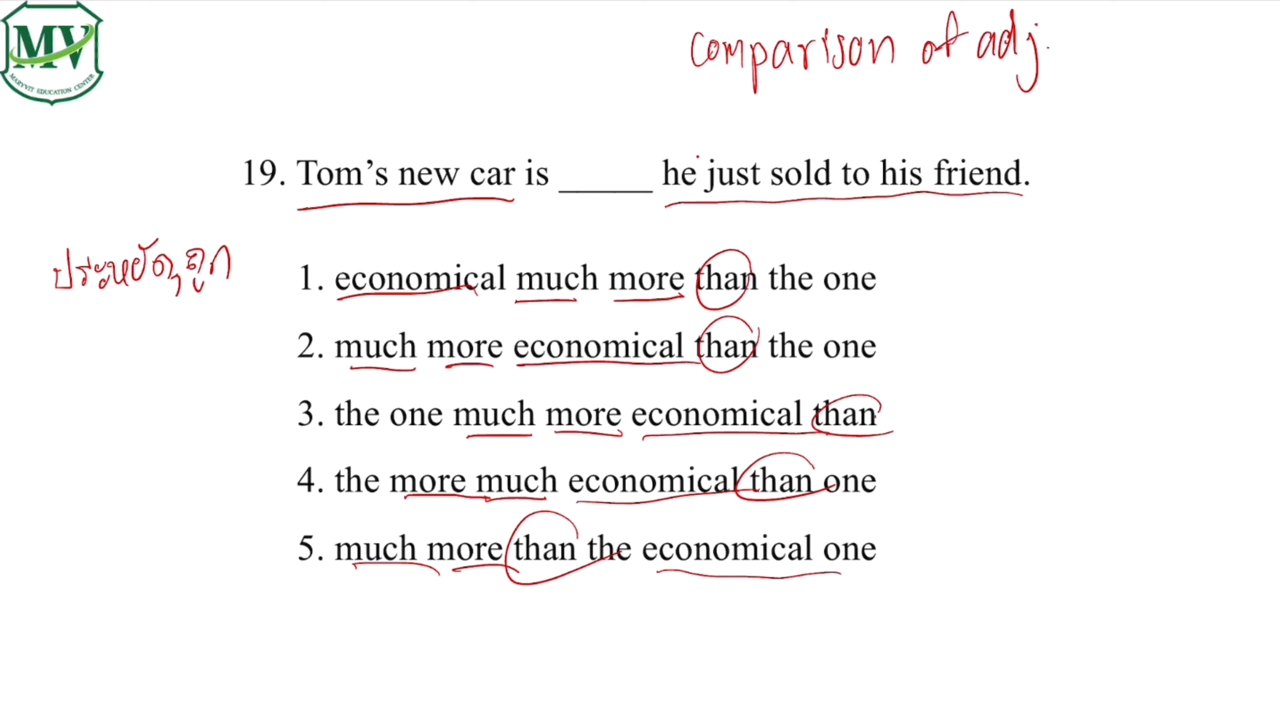 MV
MARYVIT EDUCATION CENTER
comparison of adj.
19. Tom’s new car is ______ he just sold to his friend.
ประหยัด, ถูก
1. economical much more than the one
2. much more economical than the one
3. the one much more economical than
4. the more much economical than one
5. much more than the economical one